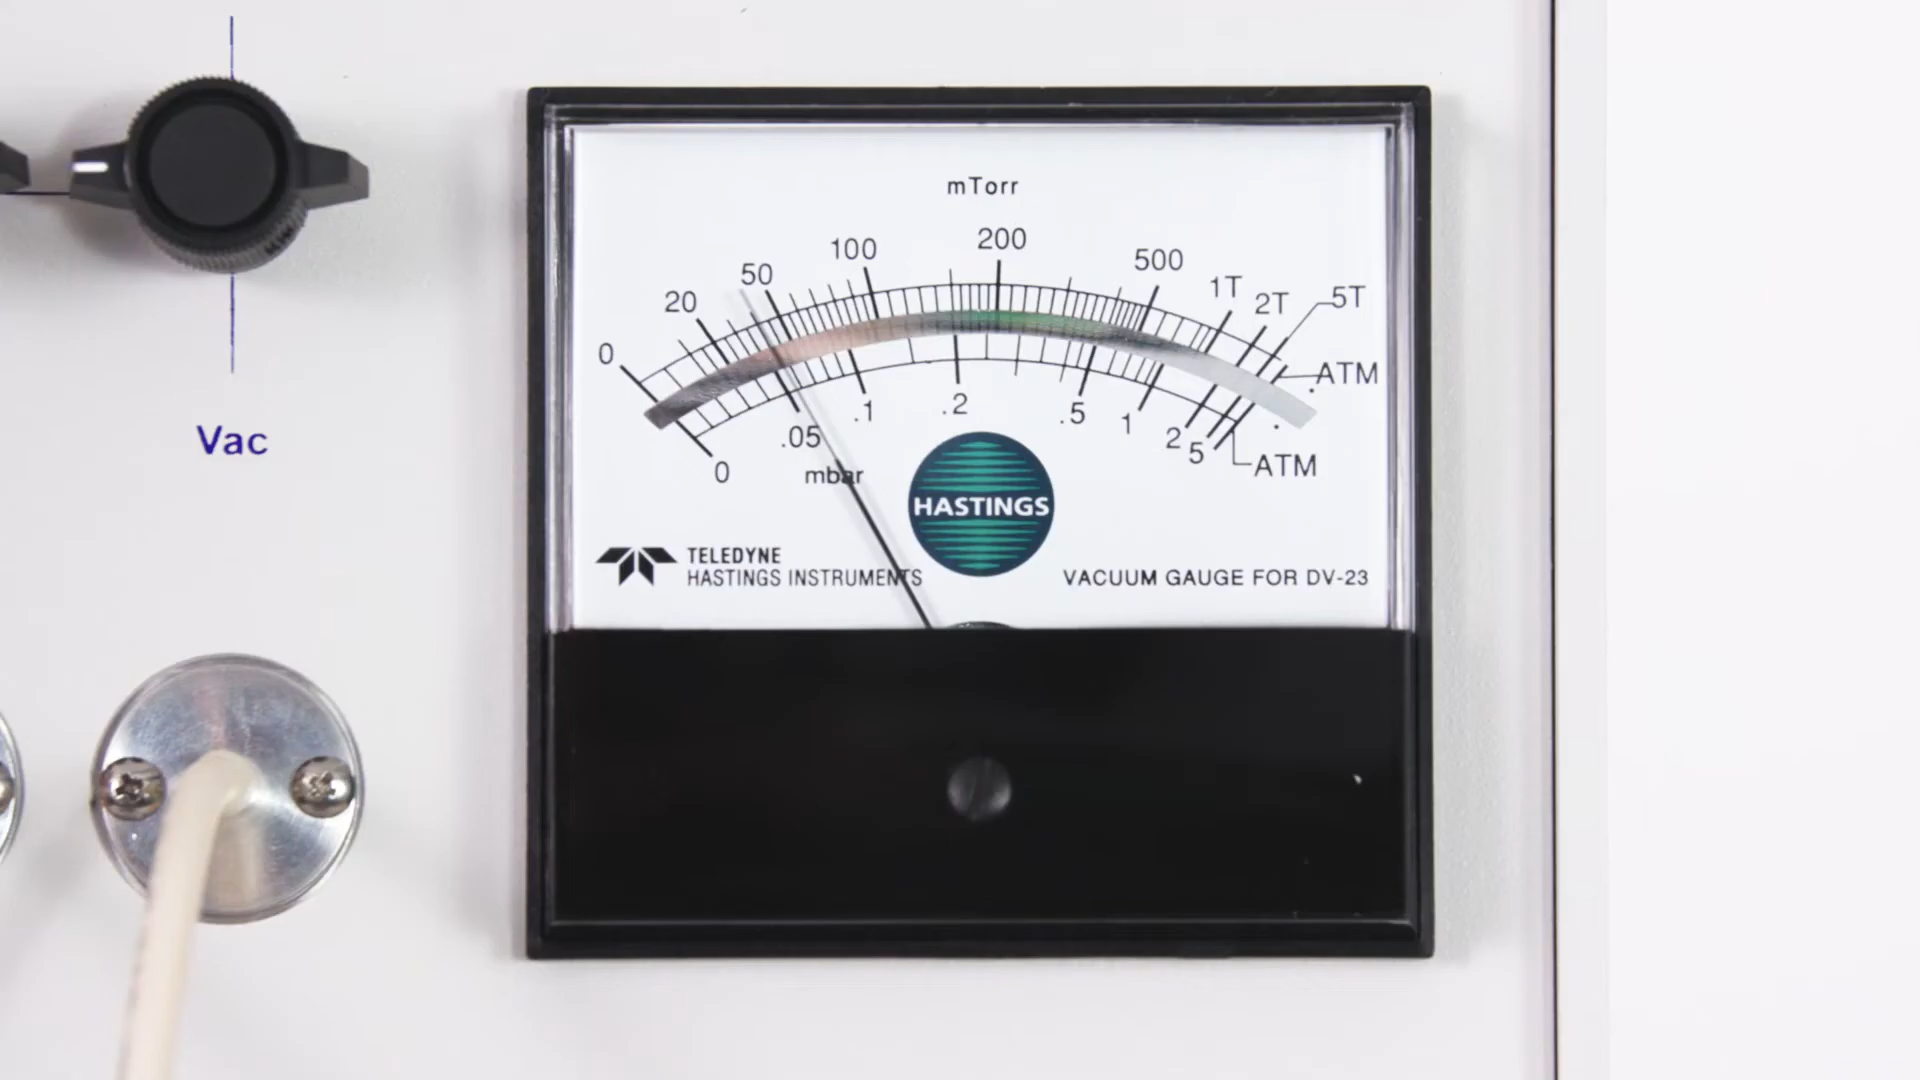 mTorr
0 20 50 100 200 500 1T 2T 5T
ATM
0 .05 .1 .2 .5 1 2 5
ATM
mbar
HASTINGS
TELEDYNE
HASTINGS INSTRUMENTS
VACUUM GAUGE FOR DV-23
Vac